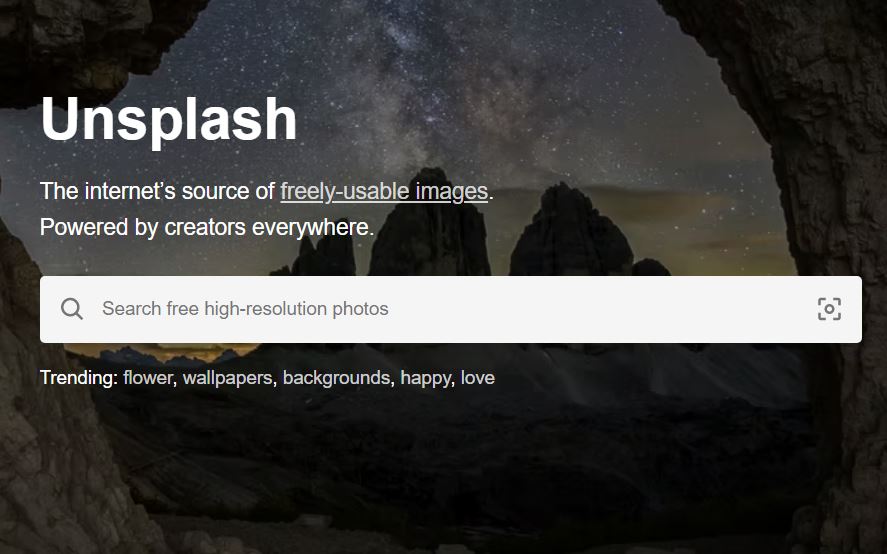 Unsplash
The internet’s source of freely-usable images.
Powered by creators everywhere.
Search free high-resolution photos
Trending: flower, wallpapers, backgrounds, happy, love